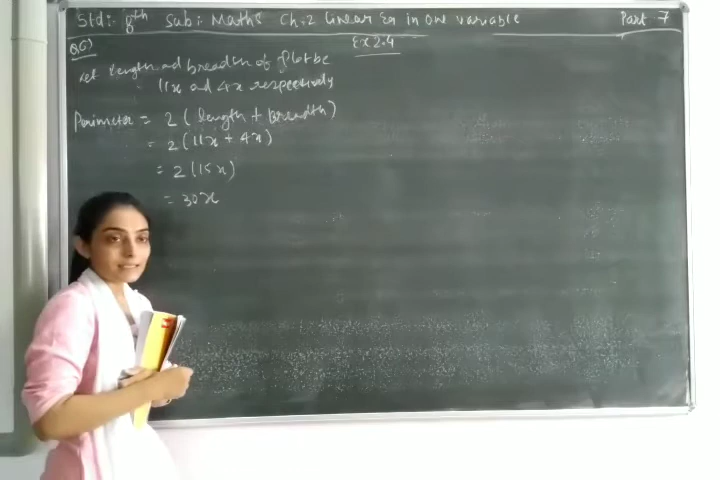 Std: 8th Sub: Maths Ch.2 Linear Eq in One variable Part 7
Ex 2.4
Q6)
Let length and breadth of Plot be
11x and 4x respectively
Perimeter = 2 (length + Breadth)
= 2 (11x + 4x)
= 2 (15x)
= 30x